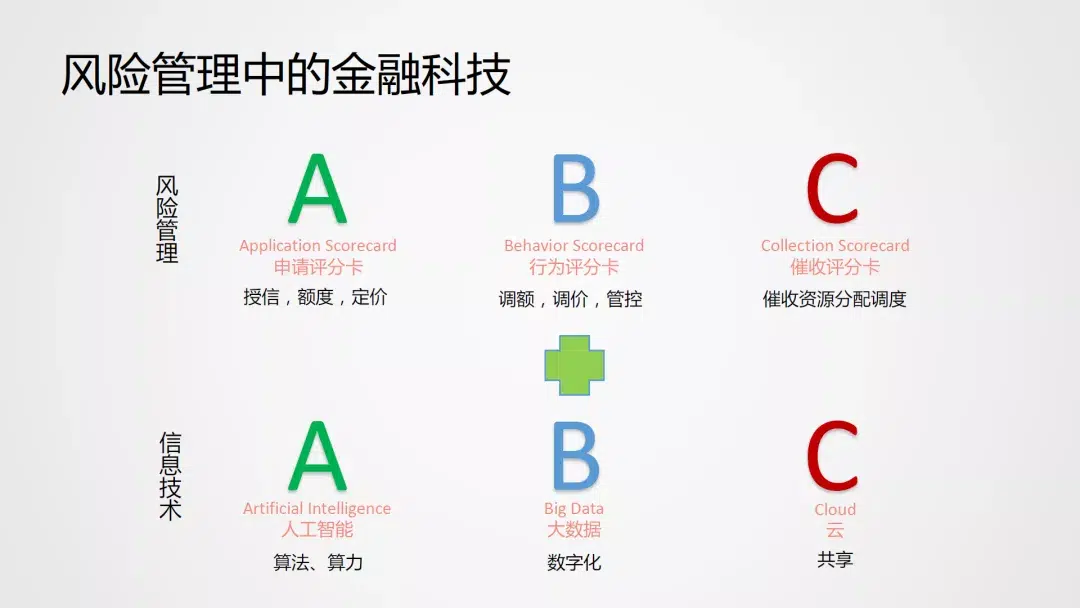 风险管理中的金融科技
风险管理
A
B
C
Application Scorecard
Behavior Scorecard
Collection Scorecard
申请评分卡
行为评分卡
催收评分卡
授信，额度，定价
调额，调价，管控
催收资源分配调度
信息技术
A
B
C
Artificial Intelligence
Big Data
Cloud
人工智能
大数据
云
算法、算力
数字化
共享